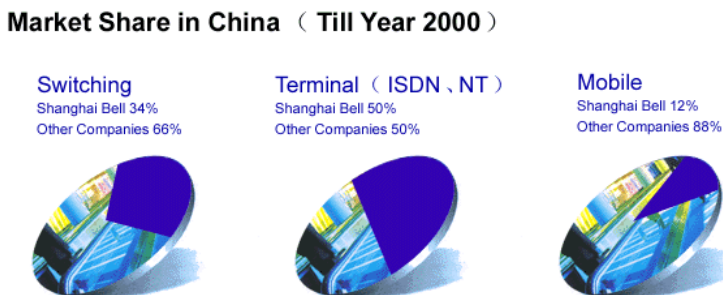 Market Share in China （ Till Year 2000 ）
Switching
Shanghai Bell 34%
Other Companies 66%
Terminal （ ISDN 、NT ）
Shanghai Bell 50%
Other Companies 50%
Mobile
Shanghai Bell 12%
Other Companies 88%